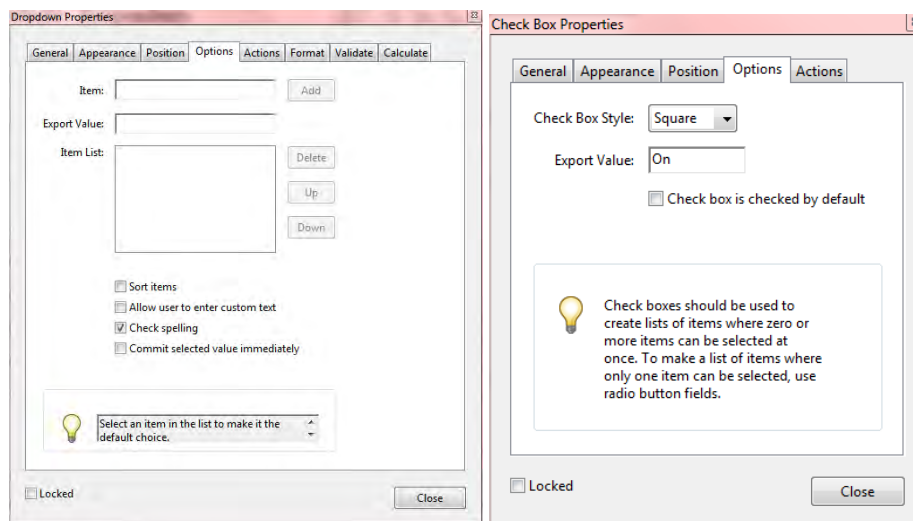 Dropdown Properties
General Appearance Position Options Actions Format Validate Calculate
Item:
Add
Export Value:
Item List:
Delete
Up
Down
Sort items
Allow user to enter custom text
Check spelling
Commit selected value immediately
Select an item in the list to make it the
default choice.
Locked
Close
Check Box Properties
General Appearance Position Options Actions
Check Box Style: Square
Export Value: On
Check box is checked by default
Check boxes should be used to
create lists of items where zero or
more items can be selected at
once. To make a list of items where
only one item can be selected, use
radio button fields.
Locked
Close